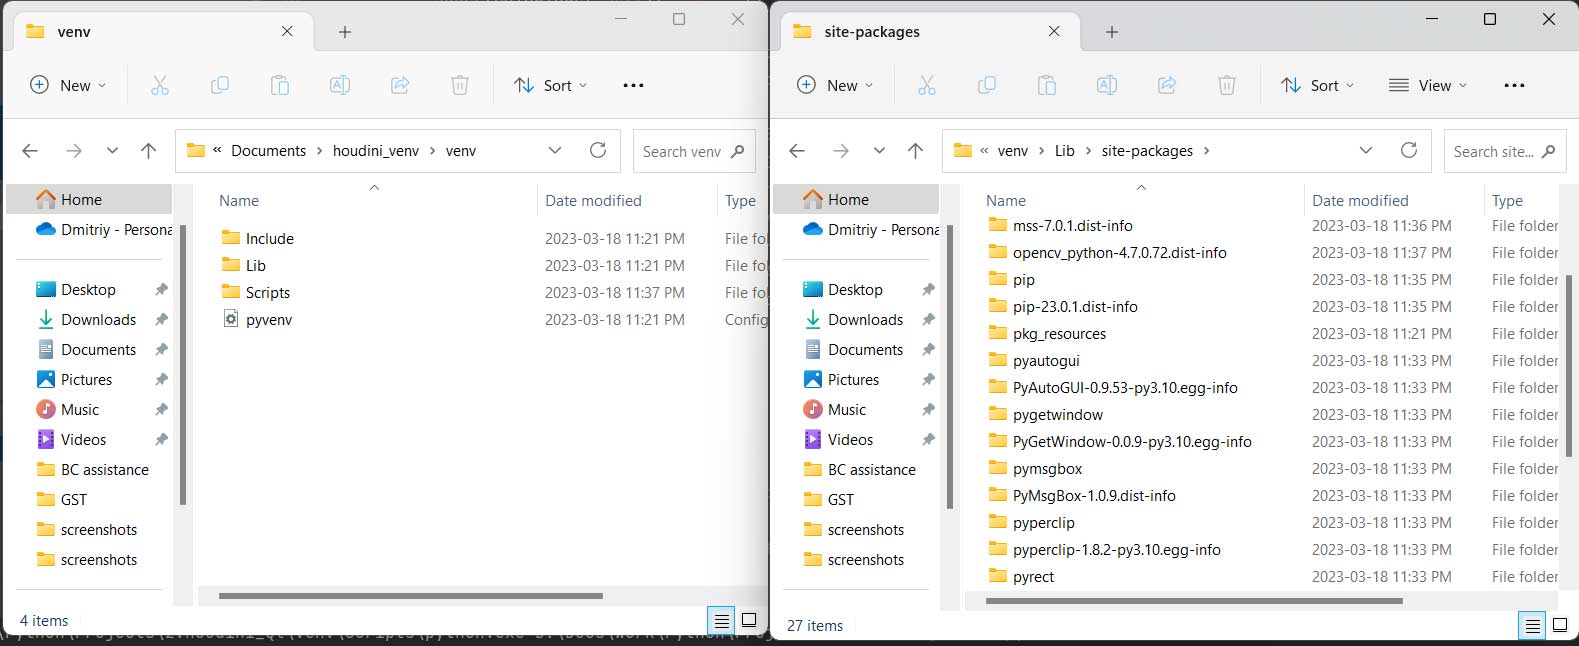 venv
New
Sort
Documents > houdini_venv > venv
Search venv
Home
Dmitriy - Persona
Desktop
Downloads
Documents
Pictures
Music
Videos
BC assistance
GST
screenshots
screenshots
Name Date modified Type
Include 2023-03-18 11:21 PM File fo
Lib 2023-03-18 11:21 PM File fo
Scripts 2023-03-18 11:37 PM File fo
pyvenv 2023-03-18 11:21 PM Config
4 items
site-packages
New
Sort
View
« venv > Lib > site-packages >
Search site...
Home
Dmitriy - Persona
Desktop
Downloads
Documents
Pictures
Music
Videos
BC assistance
GST
screenshots
screenshots
Name Date modified Type
mss-7.0.1.dist-info 2023-03-18 11:36 PM File folder
opencv_python-4.7.0.72.dist-info 2023-03-18 11:37 PM File folder
pip 2023-03-18 11:35 PM File folder
pip-23.0.1.dist-info 2023-03-18 11:35 PM File folder
pkg_resources 2023-03-18 11:21 PM File folder
pyautogui 2023-03-18 11:33 PM File folder
PyAutoGUI-0.9.53-py3.10.egg-info 2023-03-18 11:33 PM File folder
pygetwindow 2023-03-18 11:33 PM File folder
PyGetWindow-0.0.9-py3.10.egg-info 2023-03-18 11:33 PM File folder
pymsgbox 2023-03-18 11:33 PM File folder
PyMsgBox-1.0.9.dist-info 2023-03-18 11:33 PM File folder
pyperclip 2023-03-18 11:33 PM File folder
pyperclip-1.8.2-py3.10.egg-info 2023-03-18 11:33 PM File folder
pyrect 2023-03-18 11:33 PM File folder
27 items